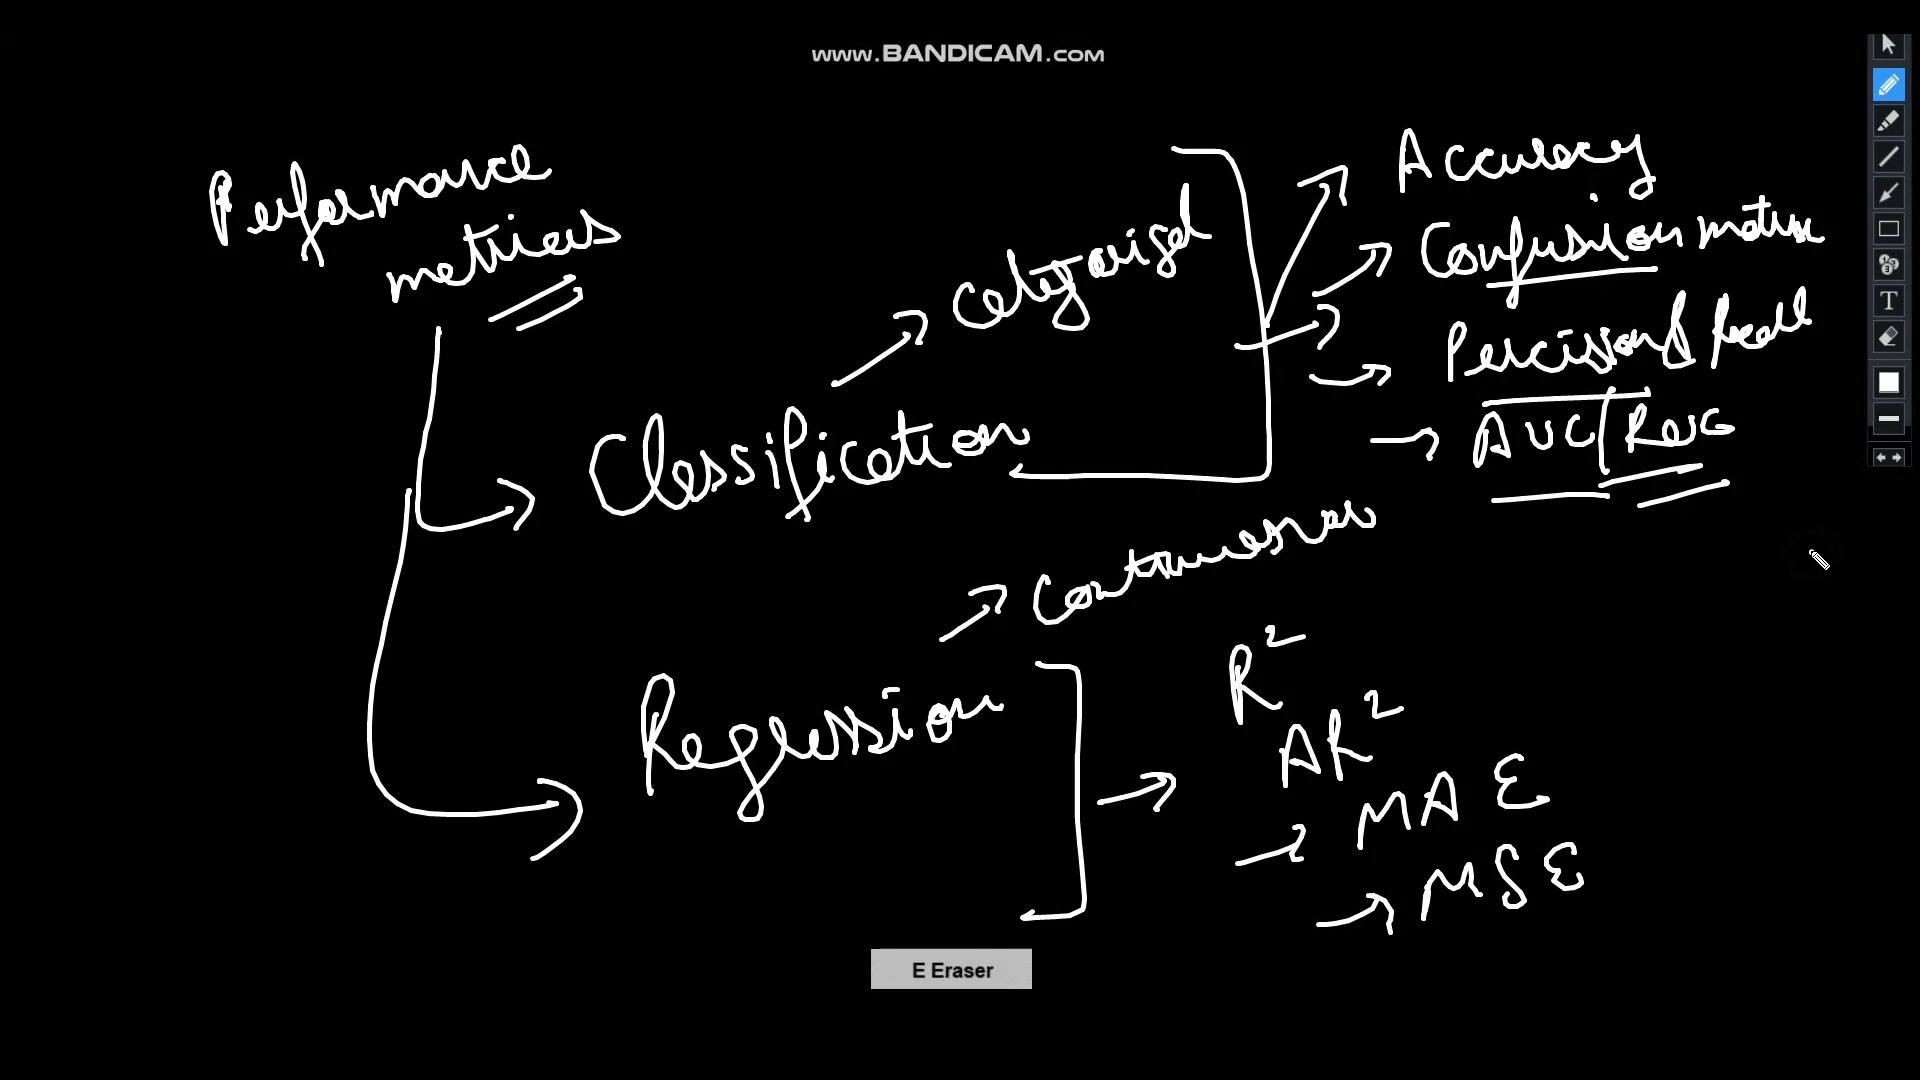 www.BANDICAM.com
Performance
metrics
Categorical
Classification
Accuracy
Confusion matrix
Percission & Recall
AUC/ROC
Continuous
Regression
R²
AR²
MAE
MSE
T
E Eraser